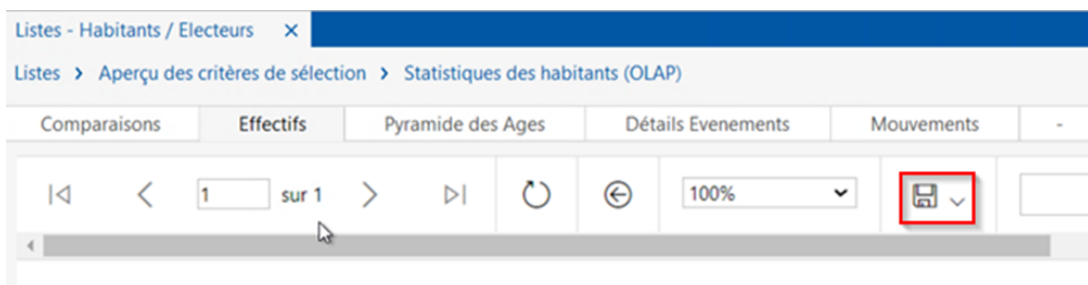 Listes - Habitants / Electeurs
Listes > Aperçu des critères de sélection > Statistiques des habitants (OLAP)
Comparaisons Effectifs Pyramide des Ages Détails Evenements Mouvements -
1 sur 1 100%